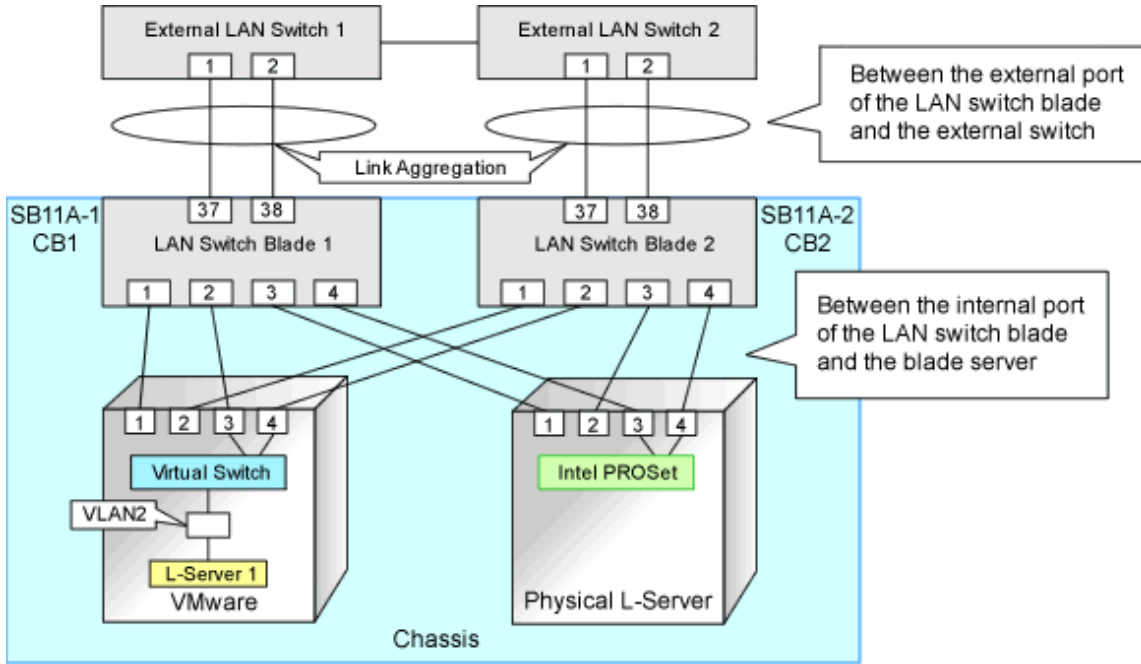 External LAN Switch 1
External LAN Switch 2
1 2
1 2
Between the external port
of the LAN switch blade
and the external switch
Link Aggregation
SB11A-1
CB1
37 38
LAN Switch Blade 1
1 2 3 4
37 38
LAN Switch Blade 2
1 2 3 4
SB11A-2
CB2
Between the internal port
of the LAN switch blade
and the blade server
1 2 3 4
Virtual Switch
VLAN2
L-Server 1
VMware
1 2 3 4
Intel PROSet
Physical L-Server
Chassis